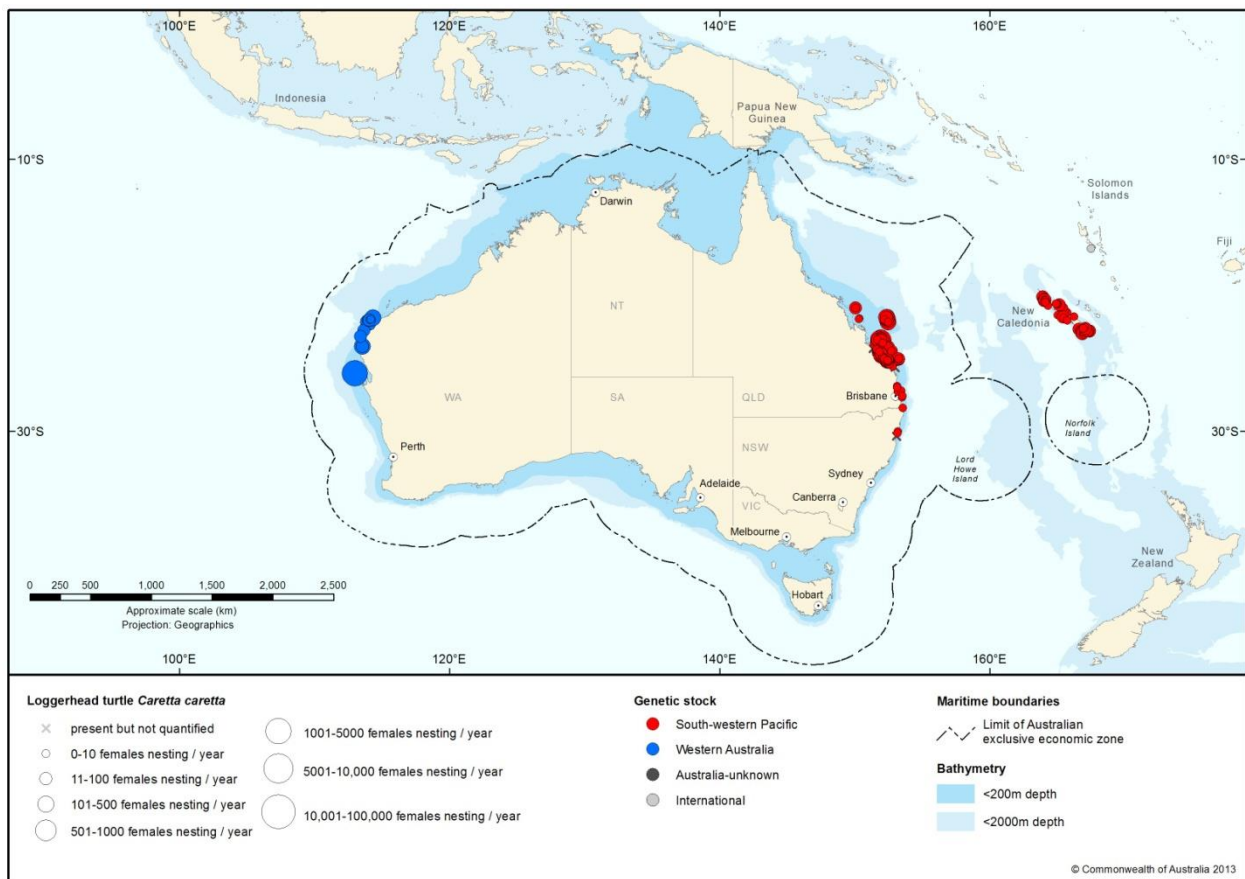 100°E
120°E
140°E
160°E
Indonesia
Papua New
Guinea
10°S
10°S
Solomon
Islands
Darwin
Fiji
NT
New
Caledonia
WA
SA
QLD
Brisbane
Norfolk
Island
30°S
30°S
Perth
NSW
Lord
Howe
Island
Sydney
Adelaide
Canberra
VIC
Melbourne
New
Zealand
0 250 500 1,000 1,500 2,000 2,500
Approximate scale (km)
Projection: Geographics
Hobart
100°E
120°E
140°E
160°E
Loggerhead turtle Caretta caretta
present but not quantified
0-10 females nesting / year
11-100 females nesting / year
101-500 females nesting / year
501-1000 females nesting / year
1001-5000 females nesting / year
5001-10,000 females nesting / year
10,001-100,000 females nesting / year
Genetic stock
South-western Pacific
Western Australia
Australia-unknown
International
Maritime boundaries
Limit of Australian
exclusive economic zone
Bathymetry
<200m depth
<2000m depth
© Commonwealth of Australia 2013